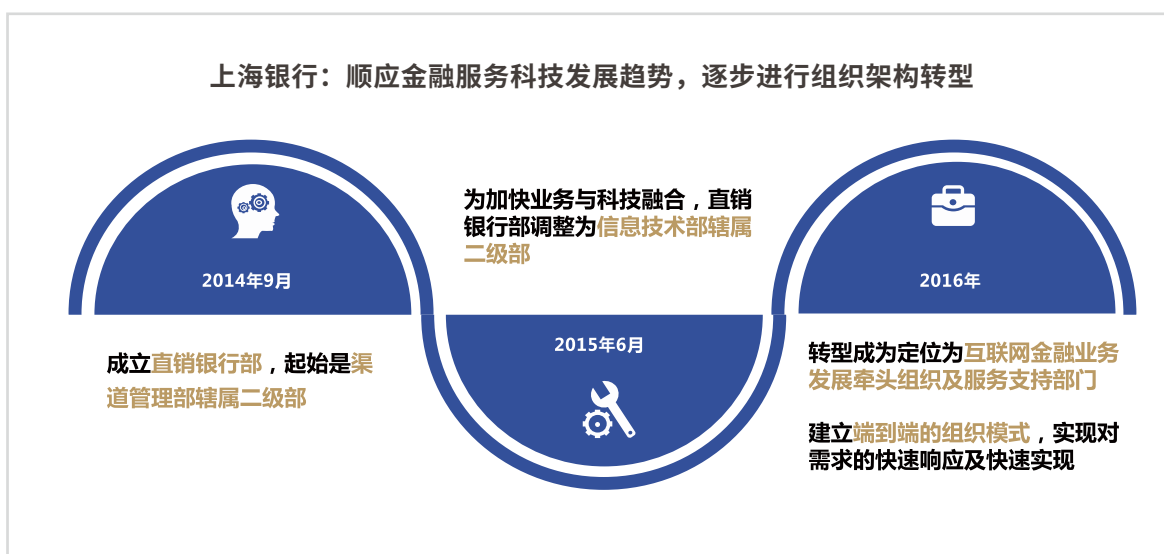 上海银行：顺应金融服务科技发展趋势，逐步进行组织架构转型
2014年9月
成立直销银行部，起始是渠
道管理部辖属二级部
为加快业务与科技融合，直销
银行部调整为信息技术部辖属
二级部
2015年6月
2016年
转型成为定位为互联网金融业务
发展牵头组织及服务支持部门
建立端到端的组织模式，实现对
需求的快速响应及快速实现